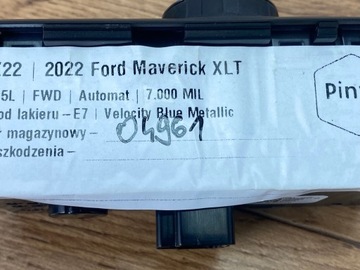 22 | 2022 Ford Maverick XLT
5L | FWD | Automat | 7.000 MIL
od lakieru – E7 | Velocity Blue Metallic
r magazynowy – 04961
szkodzenia –
Pin